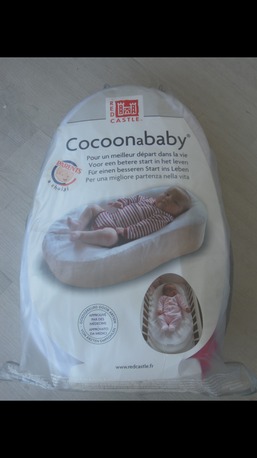 RED
CASTLE
Cocoonababy®
Pour un meilleur départ dans la vie
Voor een betere start in het leven
Für einen besseren Start ins Leben
Per una migliore partenza nella vita
www.redcastle.fr